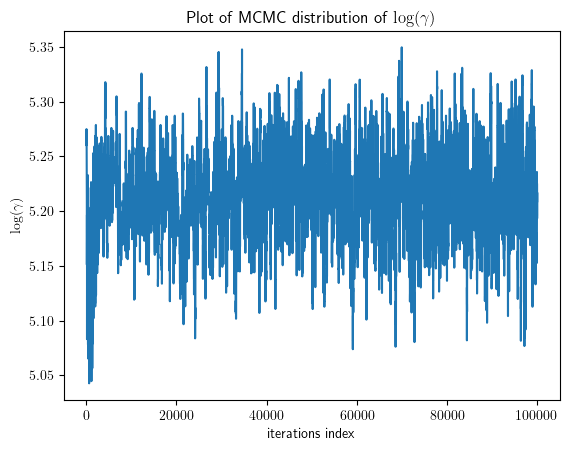 Plot of MCMC distribution of log(γ)
5.35
5.30
5.25
5.20
5.15
5.10
5.05
log(γ)
0 20000 40000 60000 80000 100000
iterations index